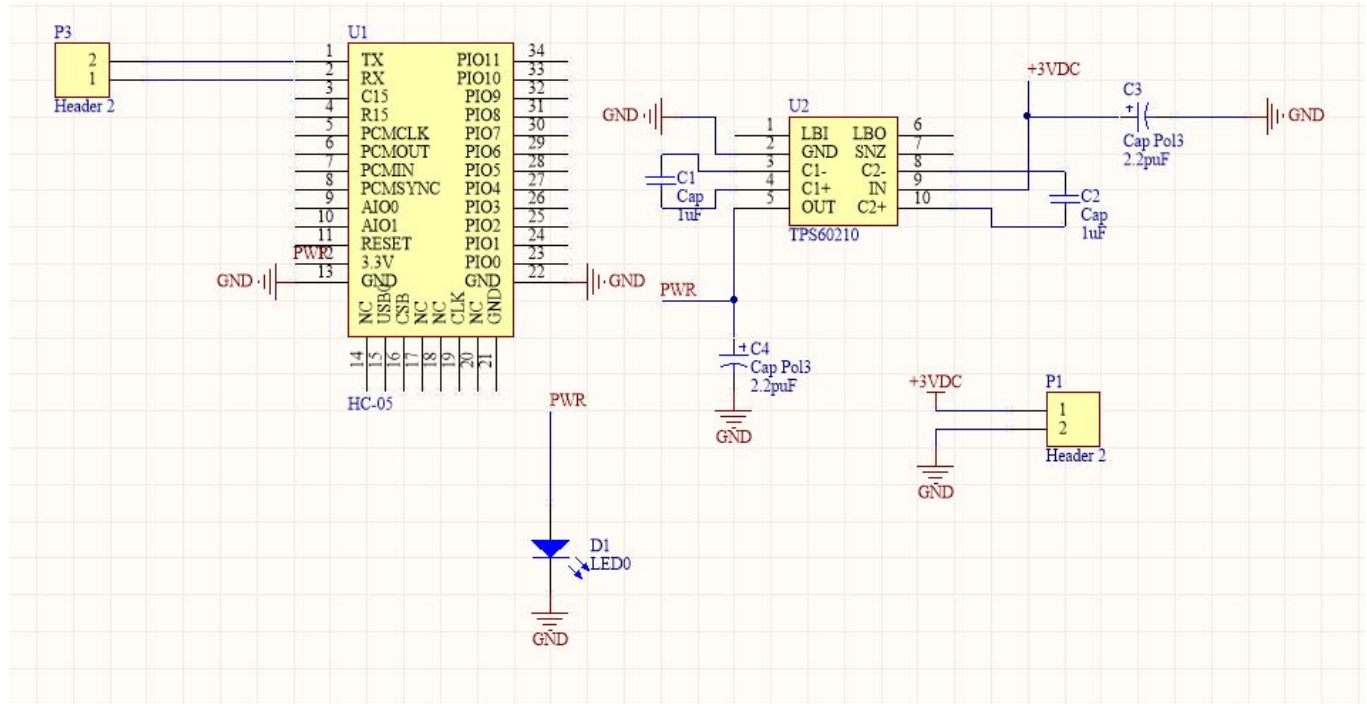 P3
2
1
Header 2
U1
1 TX PIO11 34
2 RX PIO10 33
3 C15 PIO9 32
4 R15 PIO8 31
5 PCMCLK PIO7 30
6 PCMOUT PIO6 29
7 PCMIN PIO5 28
8 PCMSYNC PIO4 27
9 AIO0 PIO3 26
10 AIO1 PIO2 25
11 RESET PIO1 24
PWR 3.3V PIO0 23
GND 13 GND GND 22 GND
NC USB CSB NC NC CLK NC GND
14 15 16 17 18 19 20 21
HC-05
U2
GND
1 LBI LBO 6
2 GND SNZ 7
3 C1- C2- 8
4 C1+ IN 9
5 OUT C2+ 10
TPS60210
C1
Cap
1uF
C2
Cap
1uF
+3VDC
C3
+
Cap Pol3
2.2puF
GND
PWR
+ C4
Cap Pol3
2.2puF
GND
+3VDC
P1
1
2
Header 2
GND
PWR
D1
LED0
GND